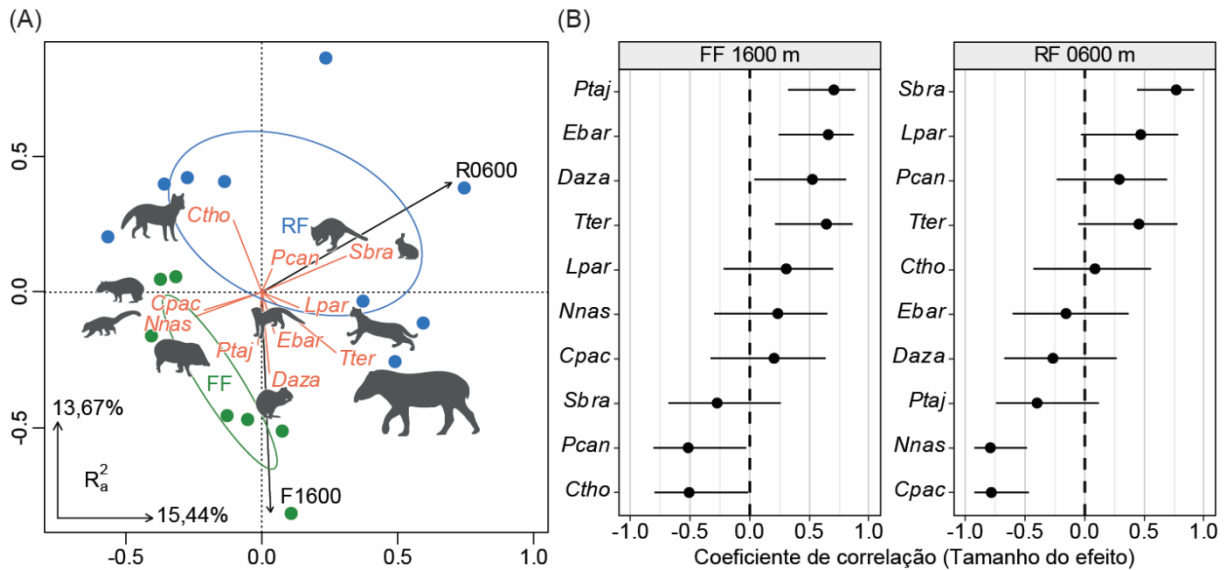 (A)
(B)
FF 1600 m
RF 0600 m
0.5
0.0
-0.5
-0.5
0.0
0.5
1.0
R0600
RF
Ctho
Pcan
Sbra
Cpac
Nnas
Lpar
Ptaj
Ebar
Tter
FF
Daza
13,67%
R²ₐ
15,44%
F1600
Ptaj
Ebar
Daza
Tter
Lpar
Nnas
Cpac
Sbra
Pcan
Ctho
-1.0
-0.5
0.0
0.5
1.0
Sbra
Lpar
Pcan
Tter
Ctho
Ebar
Daza
Ptaj
Nnas
Cpac
-1.0
-0.5
0.0
0.5
1.0
Coeficiente de correlação (Tamanho do efeito)